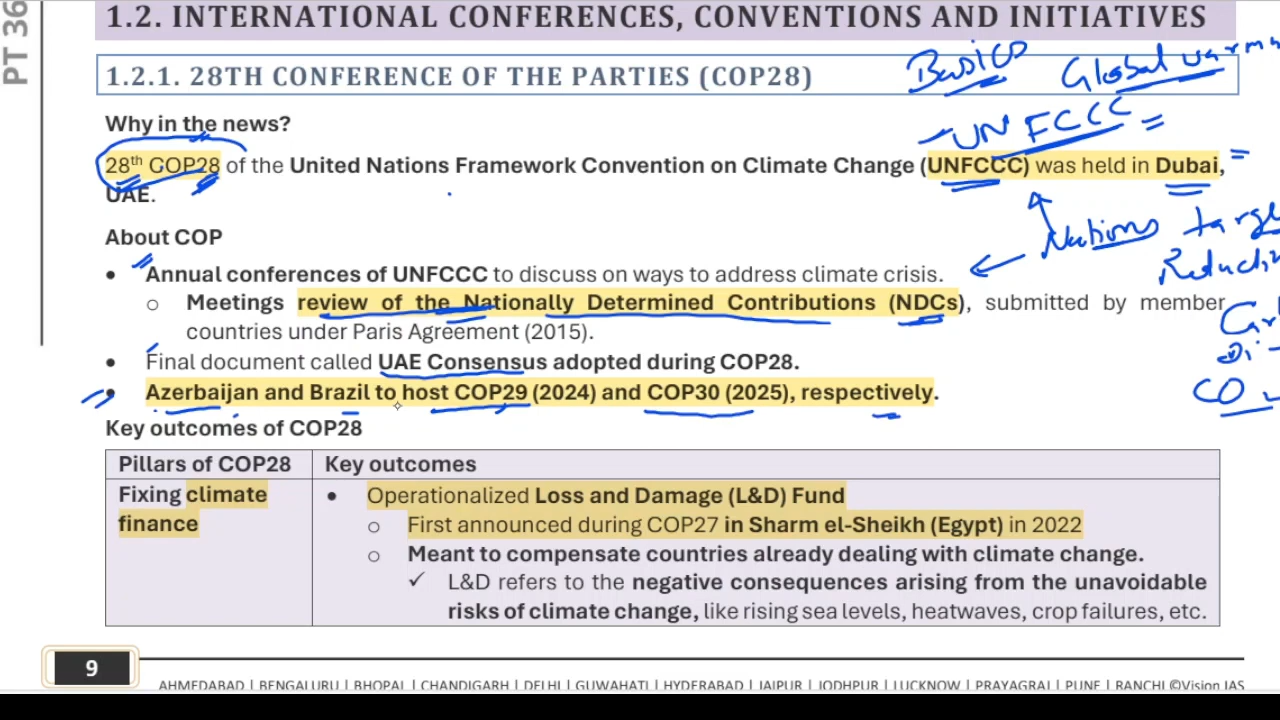 PT 36
1.2. INTERNATIONAL CONFERENCES, CONVENTIONS AND INITIATIVES
1.2.1. 28TH CONFERENCE OF THE PARTIES (COP28)
Basics
Global warm
Why in the news?
UNFCCC
28th COP28 of the United Nations Framework Convention on Climate Change (UNFCCC) was held in Dubai,
UAE.
Nations targe
About COP
Annual conferences of UNFCCC to discuss on ways to address climate crisis.
Reducti
Meetings review of the Nationally Determined Contributions (NDCs), submitted by member
countries under Paris Agreement (2015).
Final document called UAE Consensus adopted during COP28.
Azerbaijan and Brazil to host COP29 (2024) and COP30 (2025), respectively.
CO
Key outcomes of COP28
Pillars of COP28 Key outcomes
Fixing climate
finance
Operationalized Loss and Damage (L&D) Fund
First announced during COP27 in Sharm el-Sheikh (Egypt) in 2022
Meant to compensate countries already dealing with climate change.
✓ L&D refers to the negative consequences arising from the unavoidable
risks of climate change, like rising sea levels, heatwaves, crop failures, etc.
9
AHMEDABAD | BENGALURU | BHOPAL | CHANDIGARH | DELHI | GUWAHATI | HYDERABAD | JAIPUR | JODHPUR | LUCKNOW | PRAYAGRAJ | PUNE | RANCHI ©Vision IAS